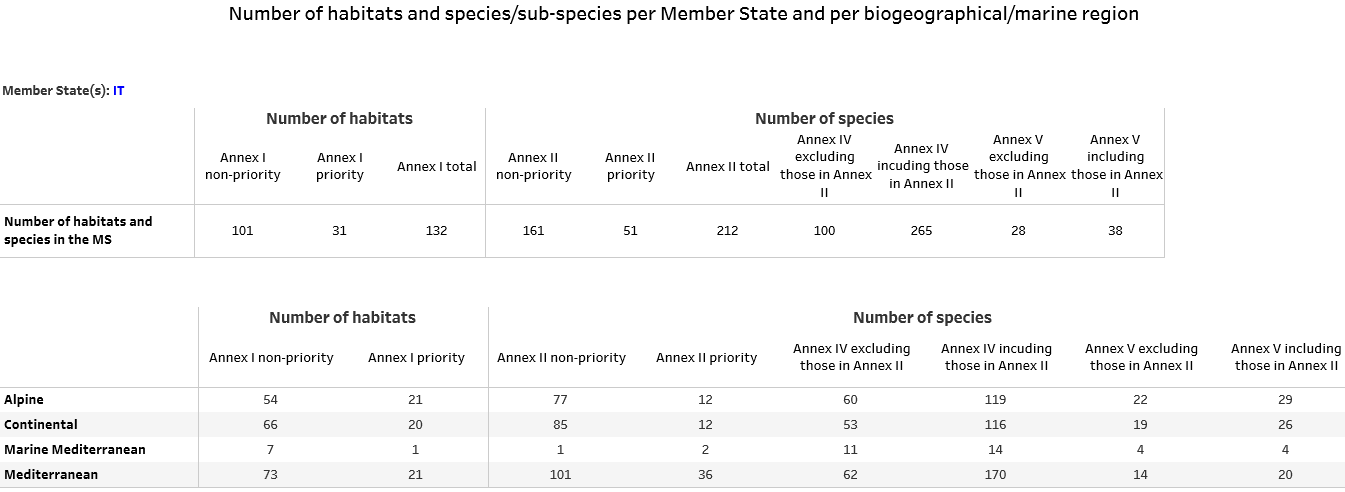 Number of habitats and species/sub-species per Member State and per biogeographical/marine region
Member State(s): IT
Number of habitats Number of species
Annex I non-priority Annex I priority Annex I total Annex II non-priority Annex II priority Annex II total Annex IV excluding those in Annex II Annex IV incuding those in Annex II Annex V excluding those in Annex II Annex V including those in Annex II
Number of habitats and species in the MS 101 31 132 161 51 212 100 265 28 38
Number of habitats Number of species
Annex I non-priority Annex I priority Annex II non-priority Annex II priority Annex IV excluding those in Annex II Annex IV incuding those in Annex II Annex V excluding those in Annex II Annex V including those in Annex II
Alpine 54 21 77 12 60 119 22 29
Continental 66 20 85 12 53 116 19 26
Marine Mediterranean 7 1 1 2 11 14 4 4
Mediterranean 73 21 101 36 62 170 14 20